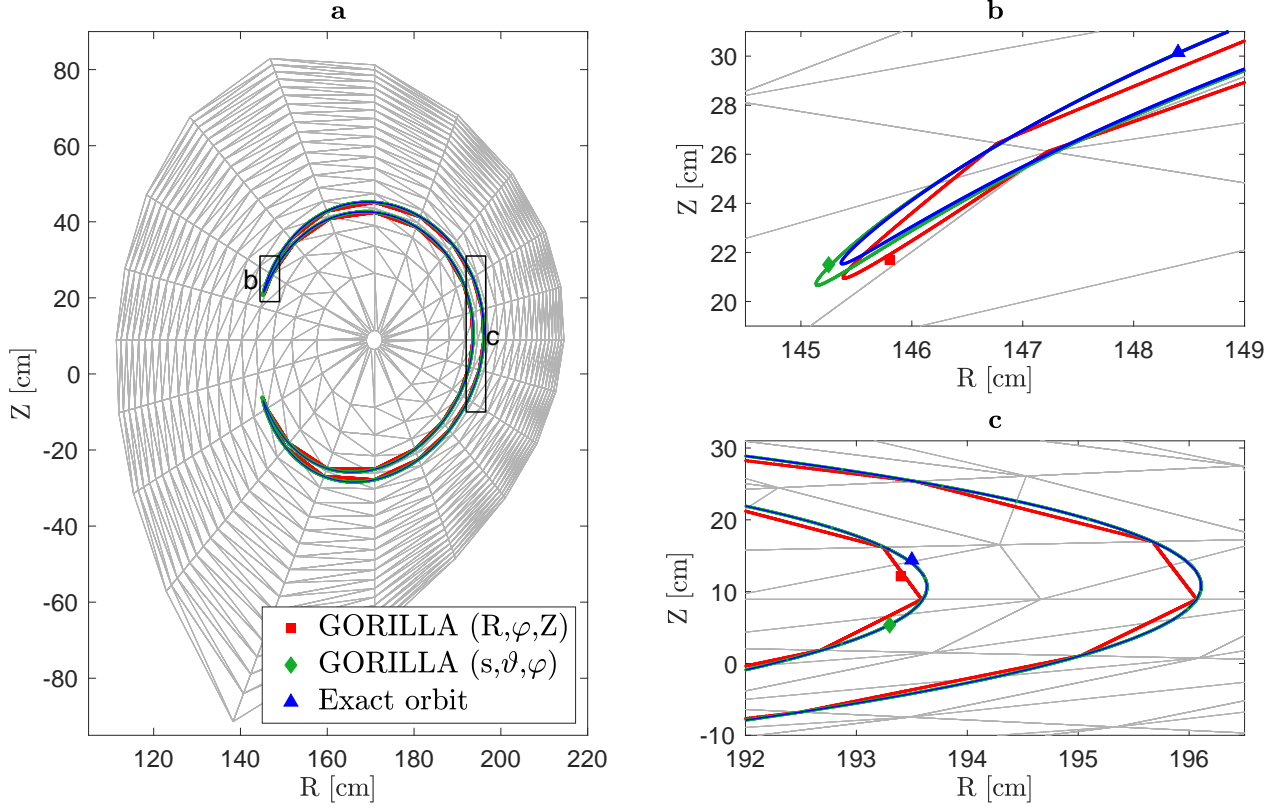 a
80
60
40
20
0
-20
-40
-60
-80
Z [cm]
120 140 160 180 200 220
R [cm]
b
c
GORILLA (R,φ,Z)
GORILLA (s,ϑ,φ)
Exact orbit
b
30
28
26
24
22
20
Z [cm]
145 146 147 148 149
R [cm]
c
30
20
10
0
-10
Z [cm]
192 193 194 195 196
R [cm]